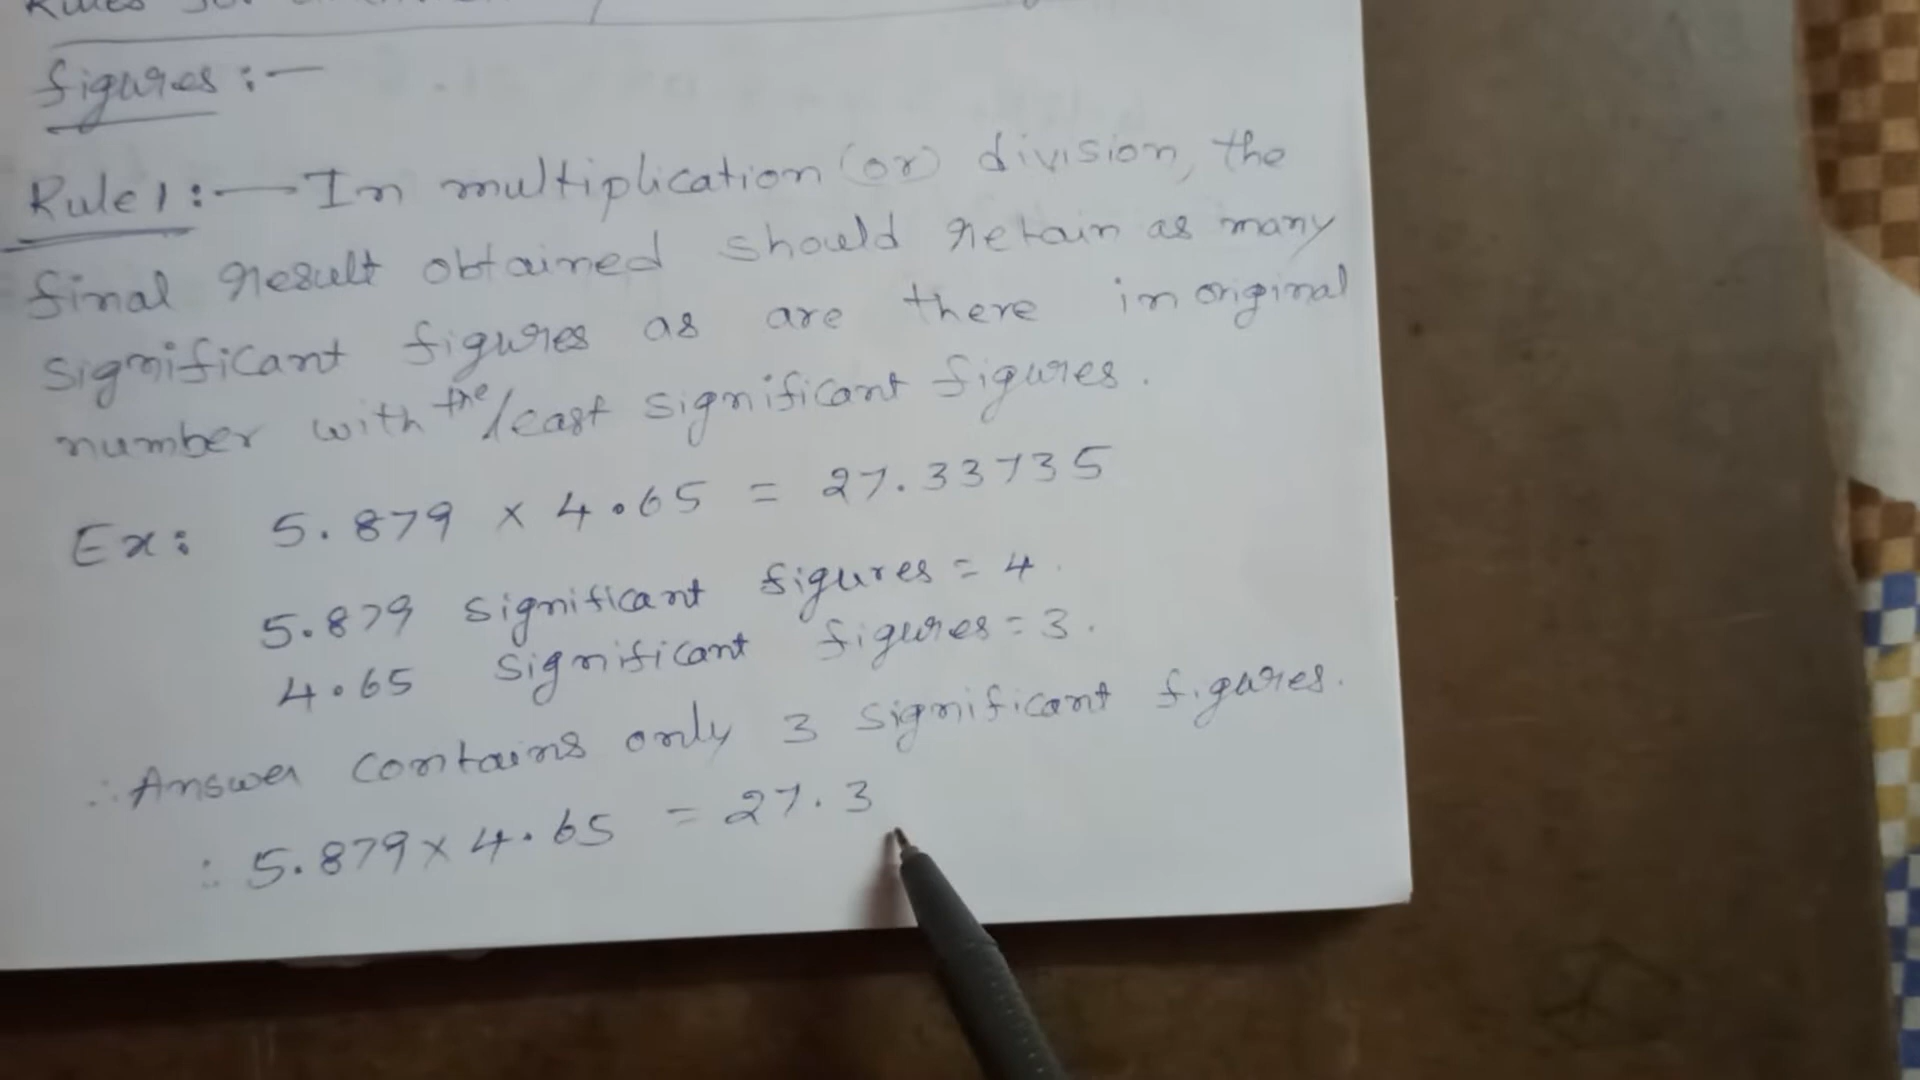 Rules for
figures :-
Rule 1 :- In multiplication (or) division, the
final result obtained should retain as many
significant figures as are there in original
number with the least significant figures.
Ex: 5.879 × 4.65 = 27.33735
5.879 significant figures = 4.
4.65 significant figures = 3.
∴ Answer contains only 3 significant figures.
∴ 5.879 × 4.65 = 27.3